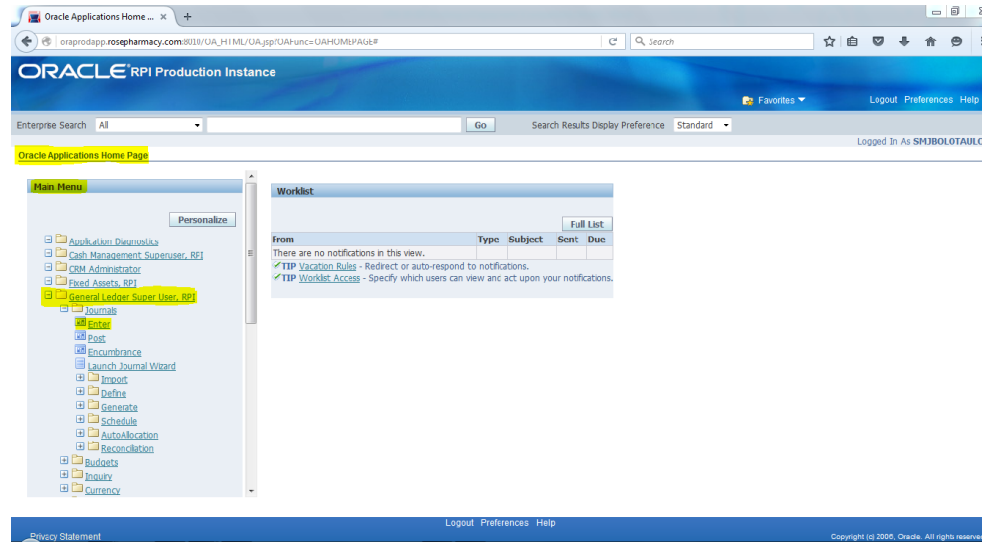 Oracle Applications Home ... × +
oraprodapp.rosepharmacy.com:8010/OA_HTML/OA.jsp?OAFunc=OAHOMEPAGE#
Search
ORACLE RPI Production Instance
Favorites
Logout Preferences Help
Enterprise Search All
Go
Search Results Display Preference Standard
Logged In As SMJBOLOTAULO
Oracle Applications Home Page
Main Menu
Personalize
Application Diagnostics
Cash Management Superuser, RPI
CRM Administrator
Fixed Assets, RPI
General Ledger Super User, RPI
Journals
Enter
Post
Encumbrance
Launch Journal Wizard
Import
Define
Generate
Schedule
AutoAllocation
Reconciliation
Budgets
Inquiry
Currency
Worklist
Full List
From Type Subject Sent Due
There are no notifications in this view.
TIP Vacation Rules - Redirect or auto-respond to notifications.
TIP Worklist Access - Specify which users can view and act upon your notifications.
Logout Preferences Help
Privacy Statement
Copyright (c) 2006, Oracle. All rights reserved